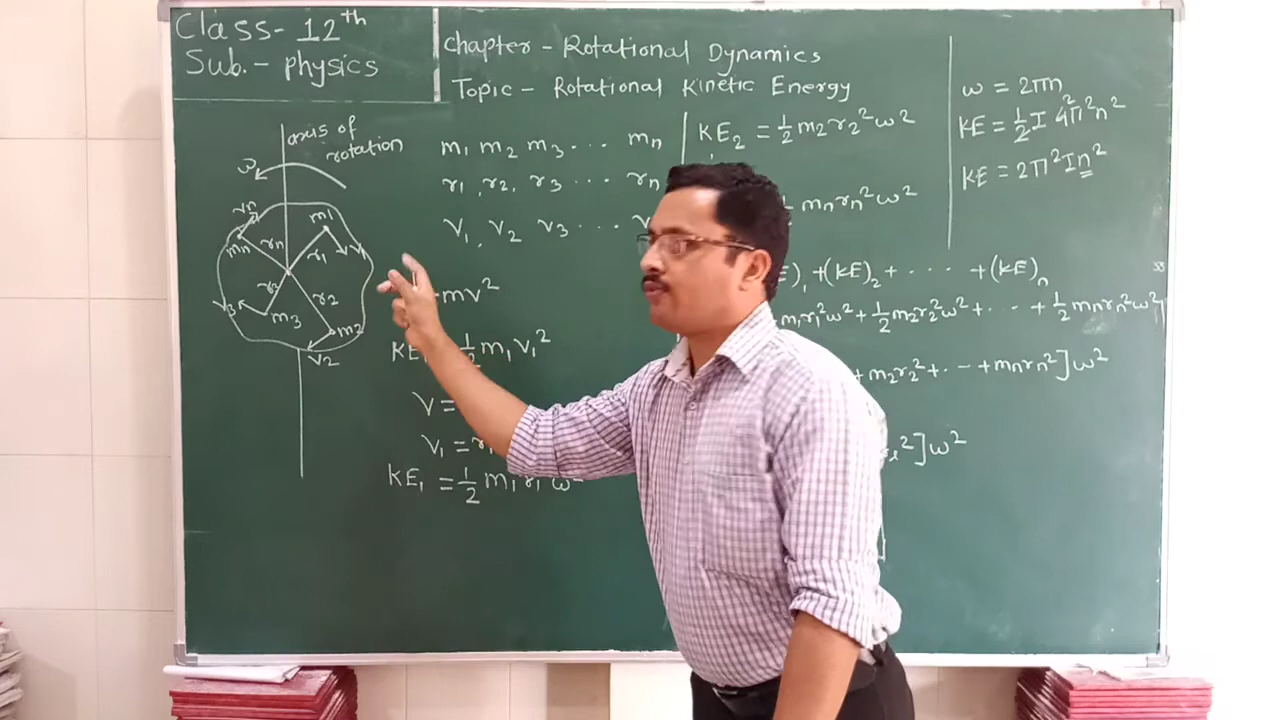 Class- 12th
Sub. - physics
Chapter - Rotational Dynamics
Topic - Rotational Kinetic Energy
axis of
rotation
ω
vn
m1
mn
rn
r1
v1
r3
r2
v3
m3
m2
v2
m1 m2 m3 ... mn
r1, r2, r3 ... rn
v1, v2 v3 ... v
mv²
KE = ½ m1 v1²
v =
v1 = r1
KE1 = ½ m1 r1² ω²
KE2 = ½ m2 r2² ω²
mn rn² ω²
)1 + (KE)2 + .... + (KE)n
m1 r1² ω² + ½ m2 r2² ω² + ... + ½ mn rn² ω²
+ m2 r2² + ... + mn rn²] ω²
²] ω²
ω = 2πn
KE = ½ I 4π² n²
KE = 2π² I n²